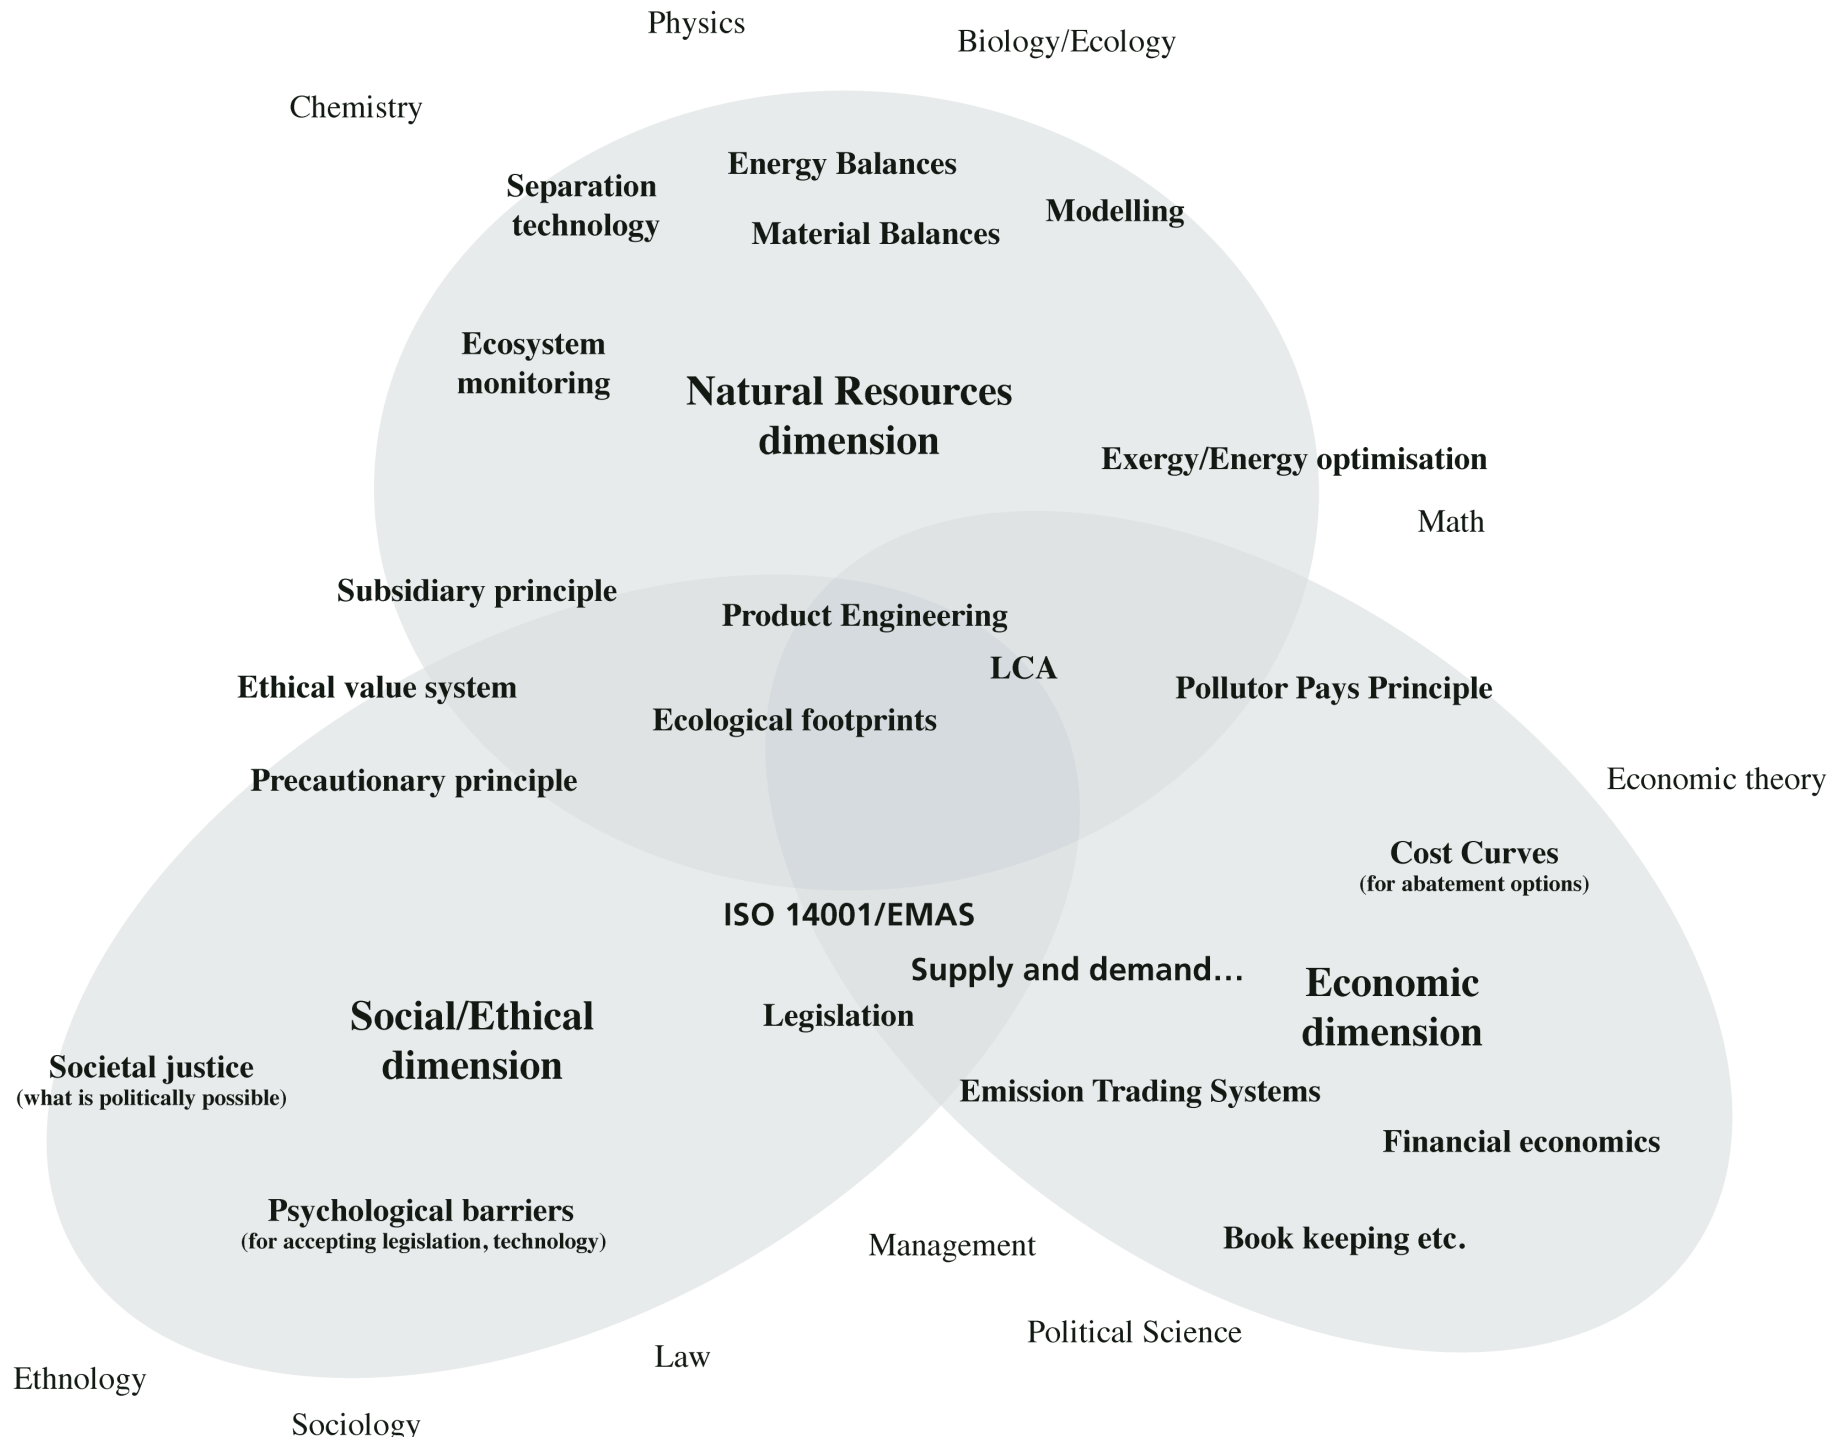 Physics
Biology/Ecology
Chemistry
Energy Balances
Separation
technology
Modelling
Material Balances
Ecosystem
monitoring
Natural Resources
dimension
Exergy/Energy optimisation
Math
Subsidiary principle
Product Engineering
LCA
Ethical value system
Pollutor Pays Principle
Ecological footprints
Precautionary principle
Economic theory
Cost Curves
(for abatement options)
ISO 14001/EMAS
Supply and demand...
Economic
dimension
Social/Ethical
dimension
Legislation
Societal justice
(what is politically possible)
Emission Trading Systems
Financial economics
Psychological barriers
(for accepting legislation, technology)
Book keeping etc.
Management
Political Science
Law
Ethnology
Sociology